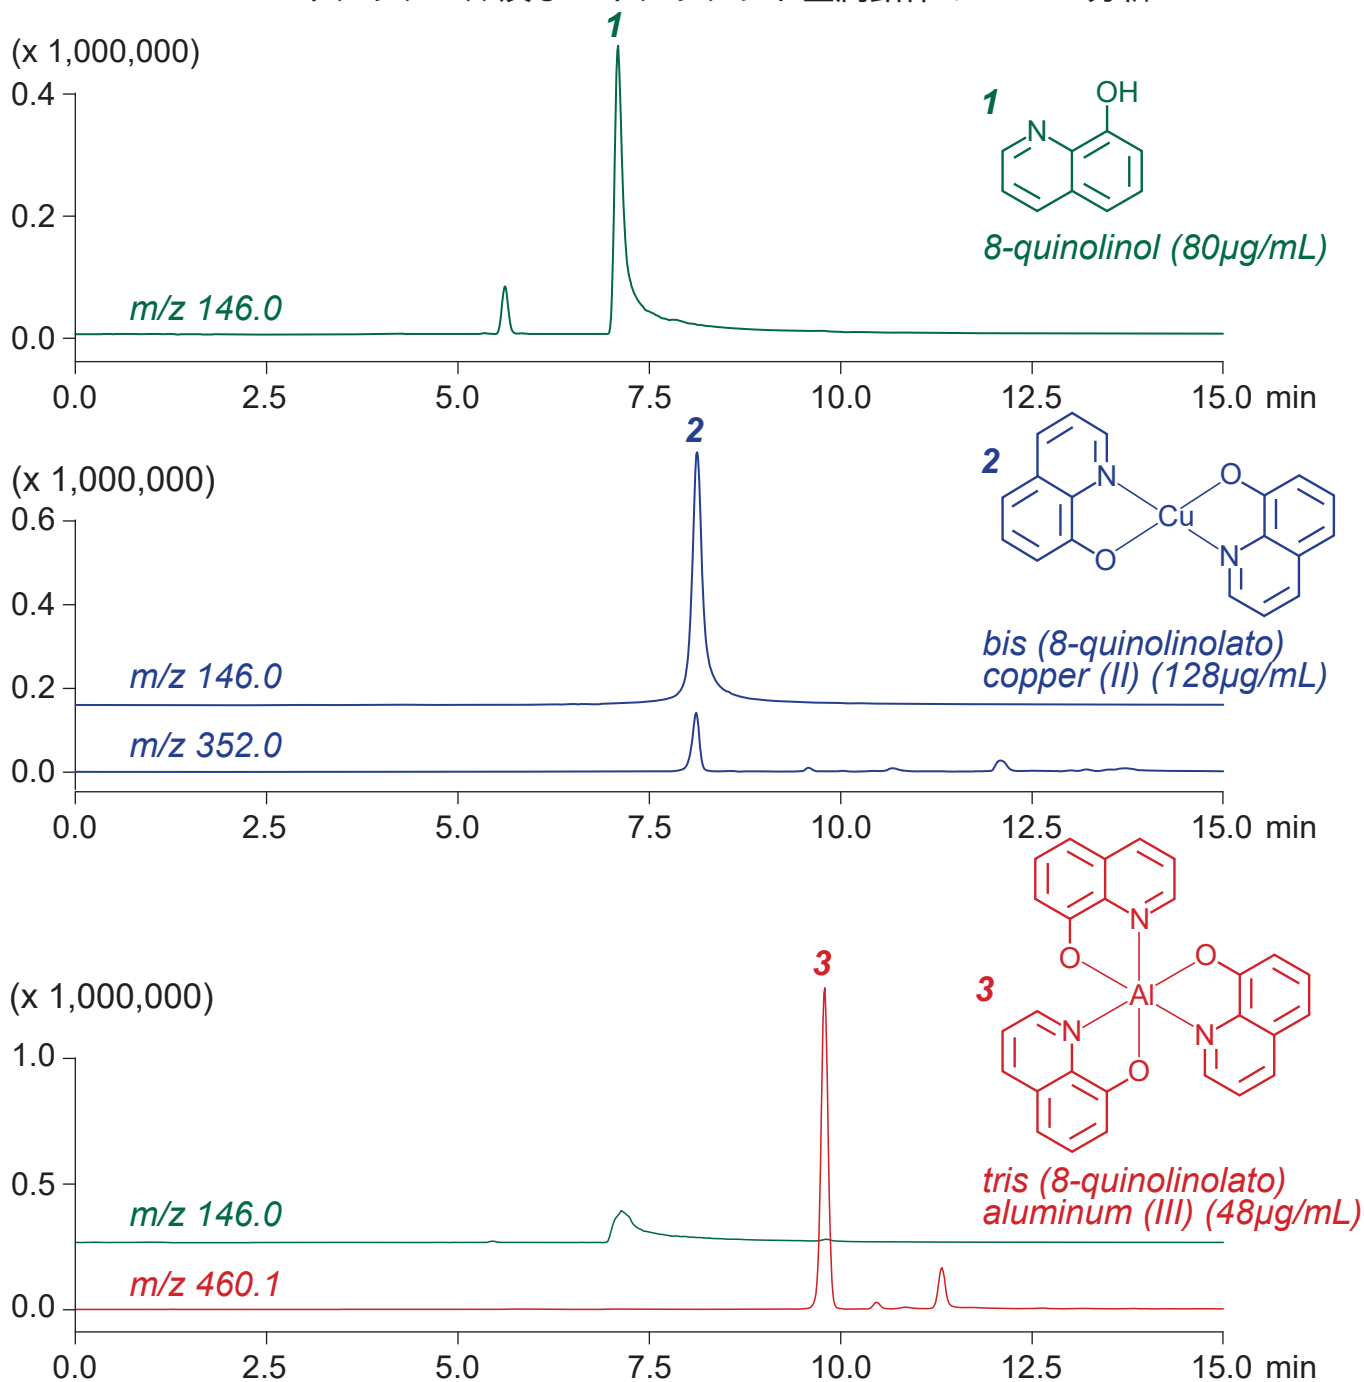 1
(x 1,000,000)
0.4
0.2
0.0
m/z 146.0
1
OH
N
8-quinolinol (80µg/mL)
0.0 2.5 5.0 7.5 10.0 12.5 15.0 min
2
(x 1,000,000)
0.6
0.4
0.2
0.0
m/z 146.0
m/z 352.0
2
N
O
Cu
O
N
bis (8-quinolinolato)
copper (II) (128µg/mL)
0.0 2.5 5.0 7.5 10.0 12.5 15.0 min
3
(x 1,000,000)
1.0
0.5
0.0
m/z 146.0
m/z 460.1
3
N
O
O
Al
N
N
O
tris (8-quinolinolato)
aluminum (III) (48µg/mL)
0.0 2.5 5.0 7.5 10.0 12.5 15.0 min